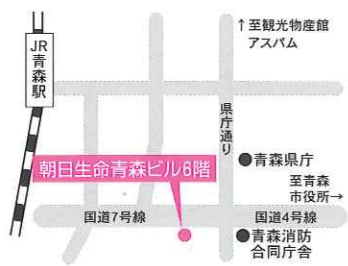 ↑至観光物産館
アスパム
JR青森駅
県庁通り
朝日生命青森ビル6階
青森県庁
至青森
市役所→
国道7号線
国道4号線
青森消防
合同庁舎